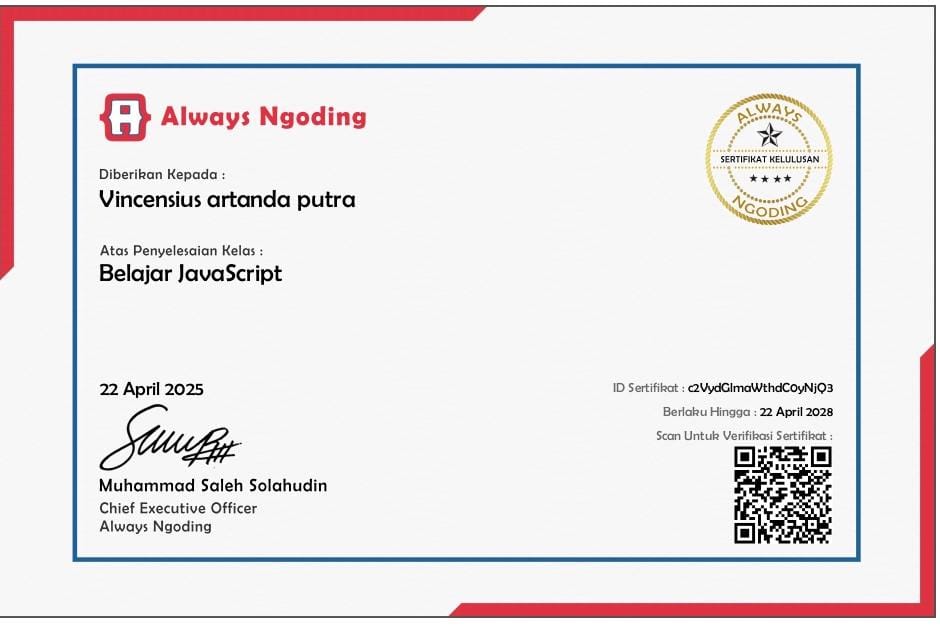 Always Ngoding
ALWAYS
SERTIFIKAT KELULUSAN
NGODING
Diberikan Kepada :
Vincensius artanda putra
Atas Penyelesaian Kelas :
Belajar JavaScript
22 April 2025
Muhammad Saleh Solahudin
Chief Executive Officer
Always Ngoding
ID Sertifikat : c2VydGlmaWthdC0yNjQ3
Berlaku Hingga : 22 April 2028
Scan Untuk Verifikasi Sertifikat :